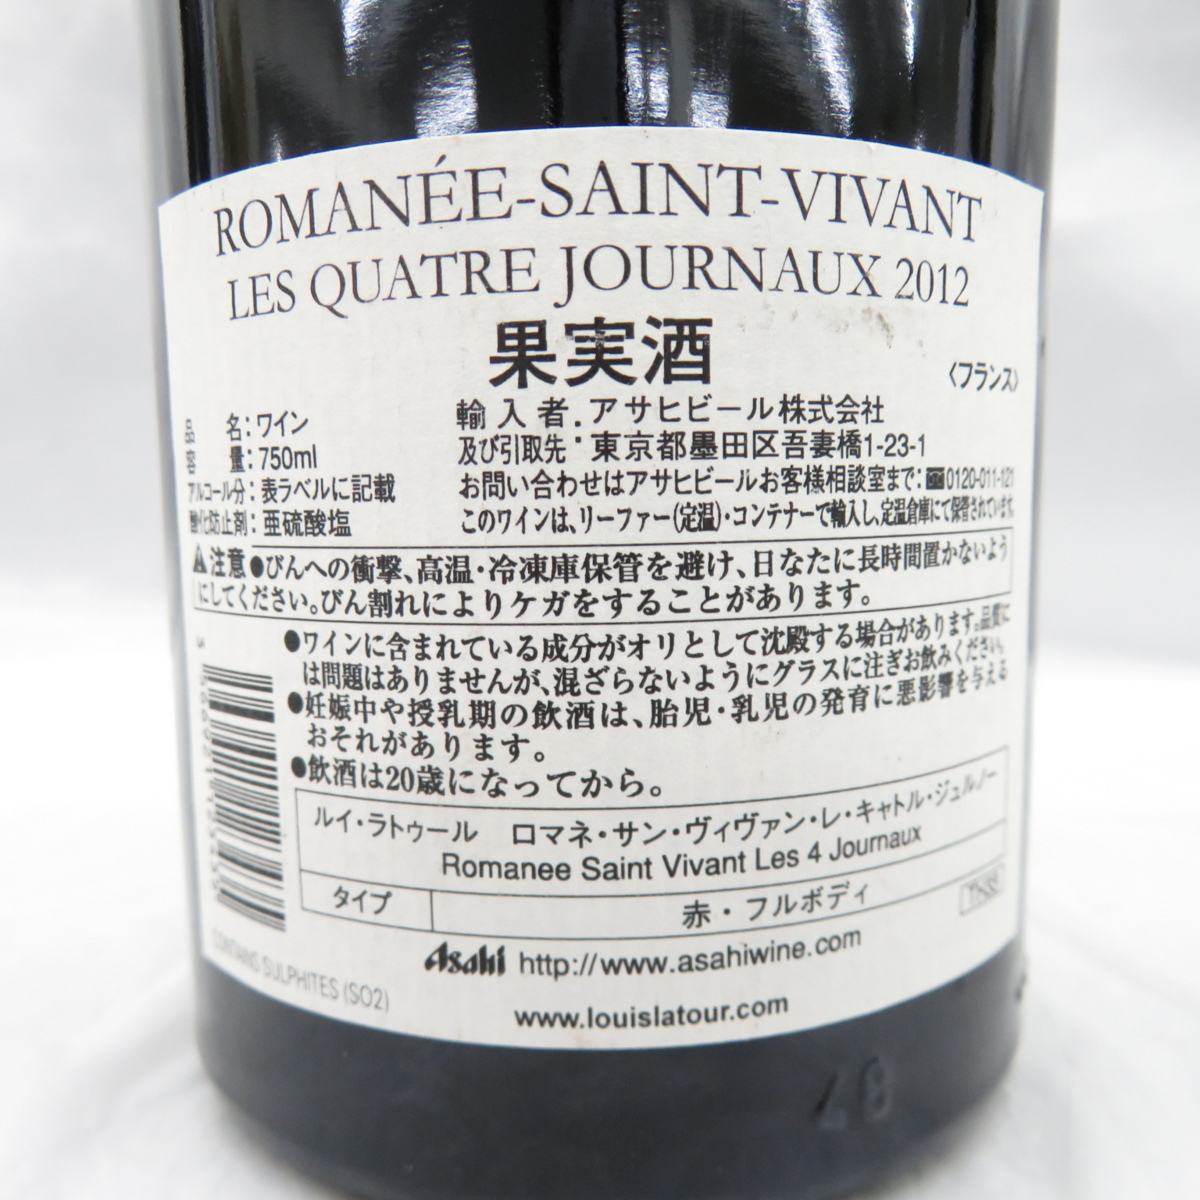 ROMANÉE-SAINT-VIVANT
LES QUATRE JOURNAUX 2012
果実酒
〈フランス〉
品名：ワイン
容量：750ml
アルコール分：表ラベルに記載
酸化防止剤：亜硫酸塩
輸入者．アサヒビール株式会社
及び引取先：東京都墨田区吾妻橋1-23-1
お問い合わせはアサヒビールお客様相談室まで：☎0120-011-121
このワインは、リーファー（定温）・コンテナーで輸入し、定温倉庫にて保管されています。
⚠注意●びんへの衝撃、高温・冷凍庫保管を避け、日なたに長時間置かないよう
にしてください。びん割れによりケガをすることがあります。
●ワインに含まれている成分がオリとして沈殿する場合があります。品質に
は問題はありませんが、混ざらないようにグラスに注ぎお飲みください。
●妊娠中や授乳期の飲酒は、胎児・乳児の発育に悪影響を与える
おそれがあります。
●飲酒は20歳になってから。
ルイ・ラトゥール　ロマネ・サン・ヴィヴァン・レ・キャトル・ジュルノー
Romanee Saint Vivant Les 4 Journaux
タイプ　赤・フルボディ
Asahi http://www.asahiwine.com
CONTAINS SULPHITES (SO2)
www.louislatour.com